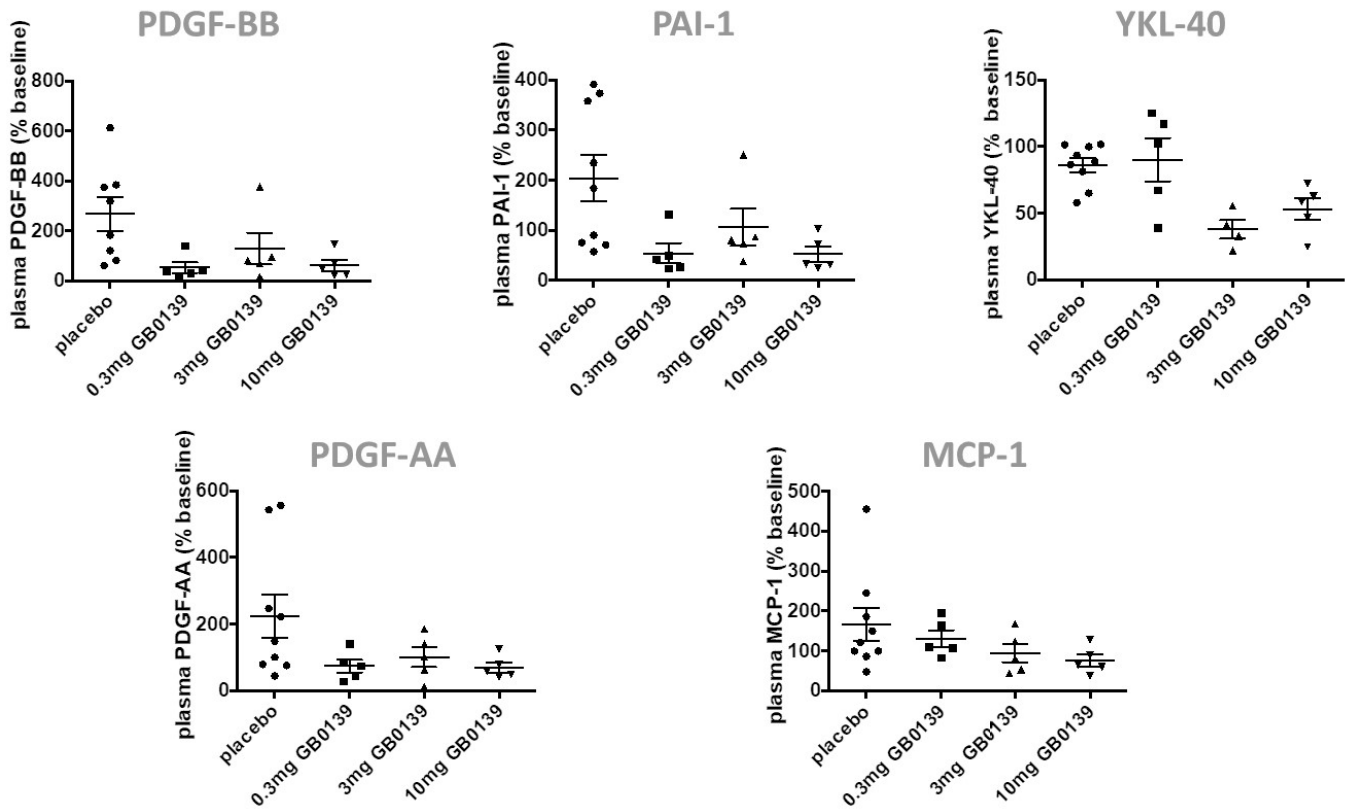 PDGF-BB
plasma PDGF-BB (% baseline)
800
600
400
200
0
placebo
0.3mg GB0139
3mg GB0139
10mg GB0139
PAI-1
plasma PAI-1 (% baseline)
400
300
200
100
0
placebo
0.3mg GB0139
3mg GB0139
10mg GB0139
YKL-40
plasma YKL-40 (% baseline)
150
100
50
0
placebo
0.3mg GB0139
3mg GB0139
10mg GB0139
PDGF-AA
plasma PDGF-AA (% baseline)
600
400
200
0
placebo
0.3mg GB0139
3mg GB0139
10mg GB0139
MCP-1
plasma MCP-1 (% baseline)
500
400
300
200
100
0
placebo
0.3mg GB0139
3mg GB0139
10mg GB0139